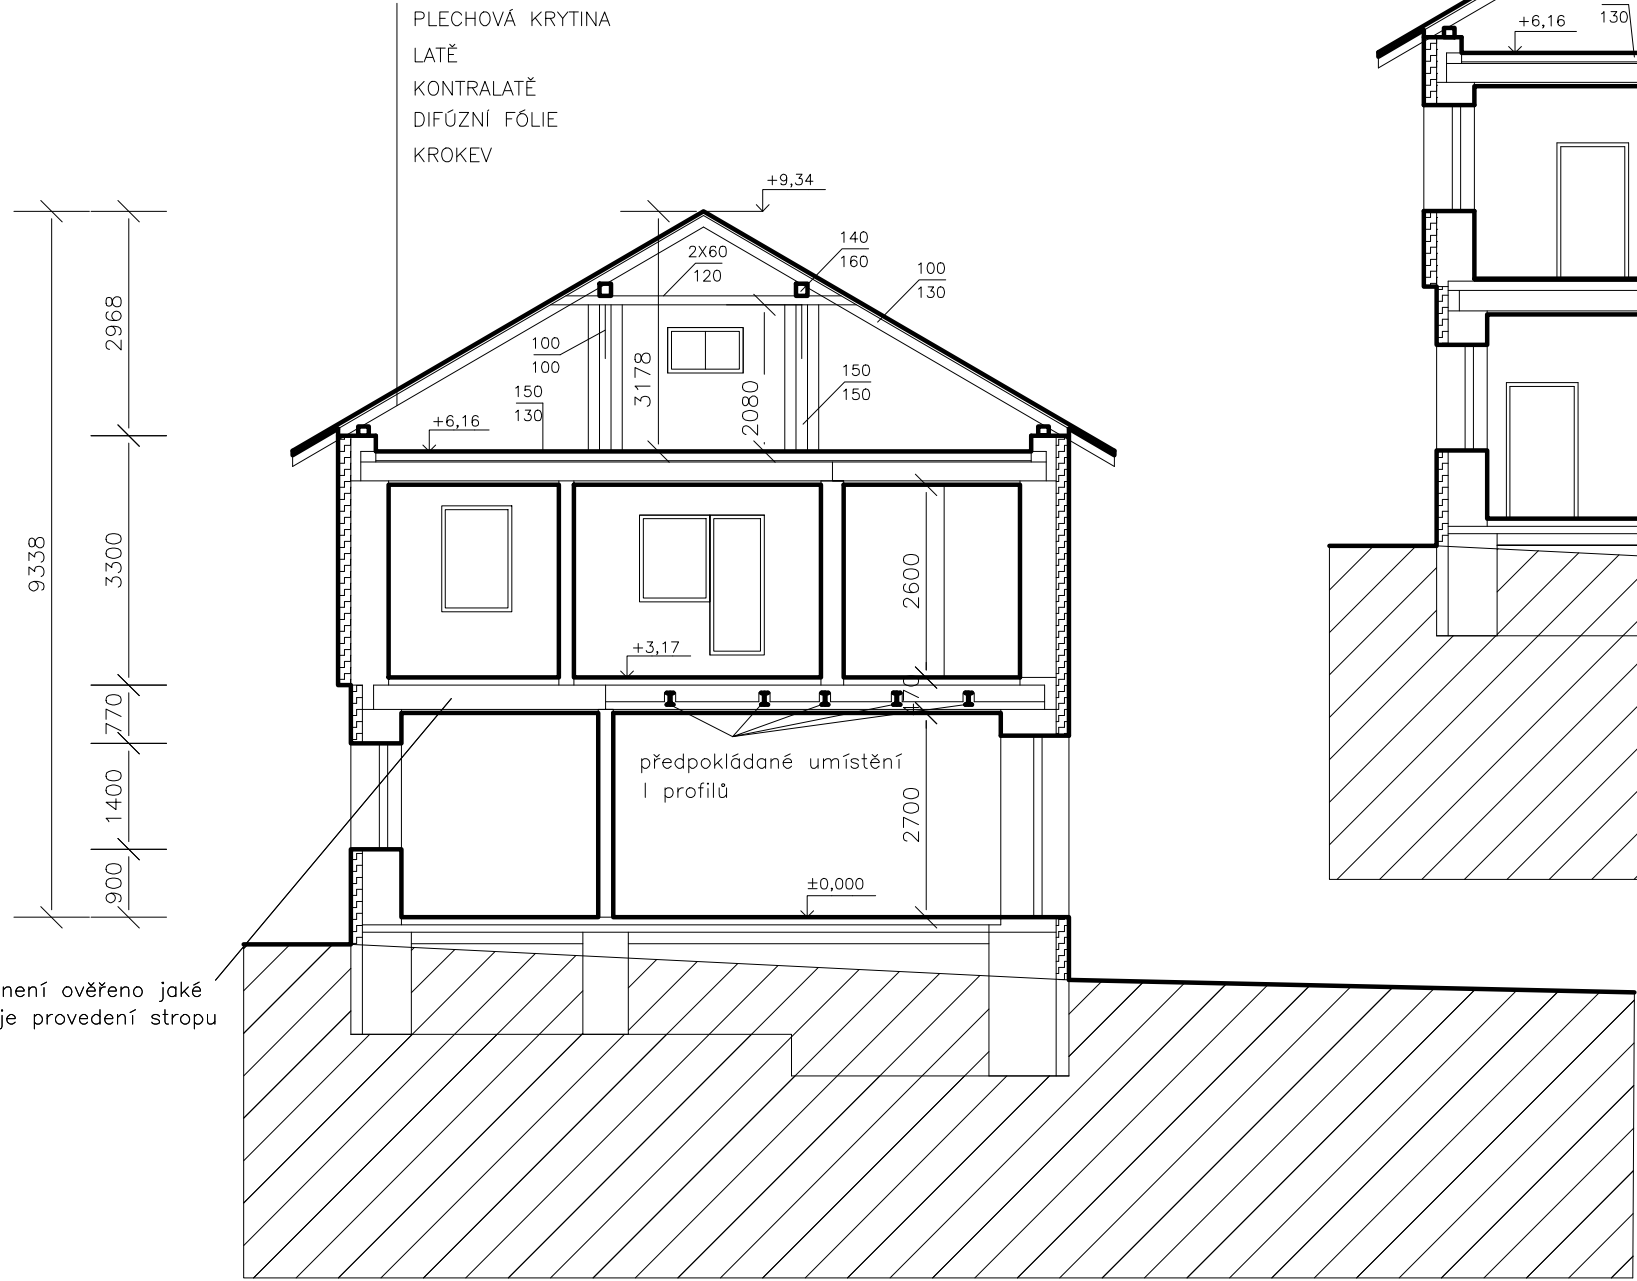 PLECHOVÁ KRYTINA
LATĚ
KONTRALATĚ
DIFÚZNÍ FÓLIE
KROKEV
+6,16
130
+9,34
2X60
120
140
160
100
130
2968
100
100
3178
150
130
2080
150
150
+6,16
9338
3300
2600
+3,17
770
470
předpokládané umístění
I profilů
1400
2700
900
±0,000
není ověřeno jaké
je provedení stropu